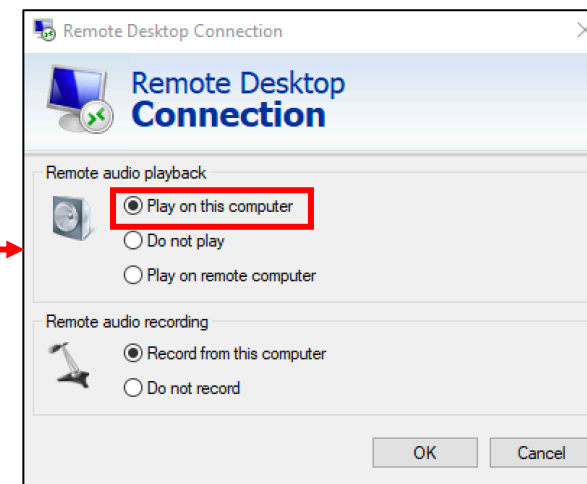 Remote Desktop Connection
Remote Desktop
Connection
Remote audio playback
Play on this computer
Do not play
Play on remote computer
Remote audio recording
Record from this computer
Do not record
OK Cancel